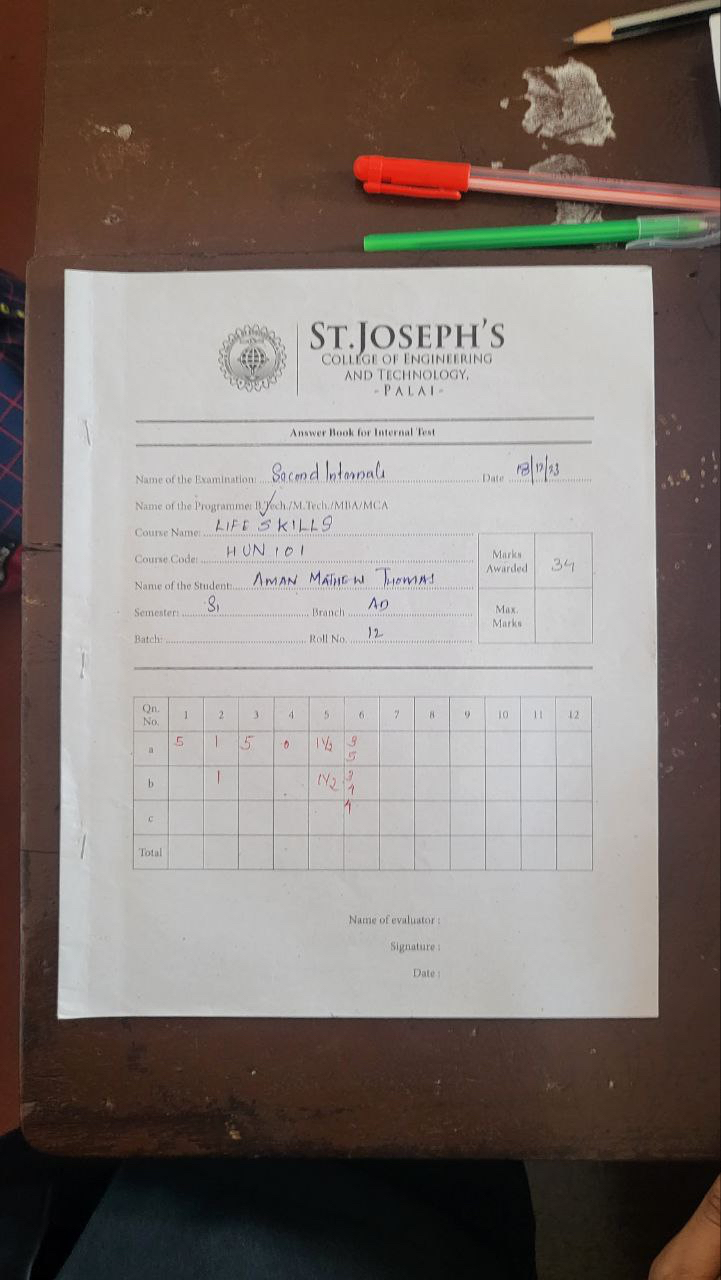 ST.JOSEPH'S
COLLEGE OF ENGINEERING
AND TECHNOLOGY,
- PALAI -
Answer Book for Internal Test
Name of the Examination: Second Internals Date 18/12/23
Name of the Programme: B.Tech./M.Tech./MBA/MCA
Course Name: LIFE SKILLS
Course Code: HUN 101
Marks Awarded 34
Name of the Student: AMAN MATHEW THOMAS
Semester: S1 Branch AD
Max. Marks
Batch: Roll No. 12
Qn. No. 1 2 3 4 5 6 7 8 9 10 11 12
a 5 1 5 0 1½ 3 5
b 1 1½ 3 4
c 4
Total
Name of evaluator :
Signature :
Date :